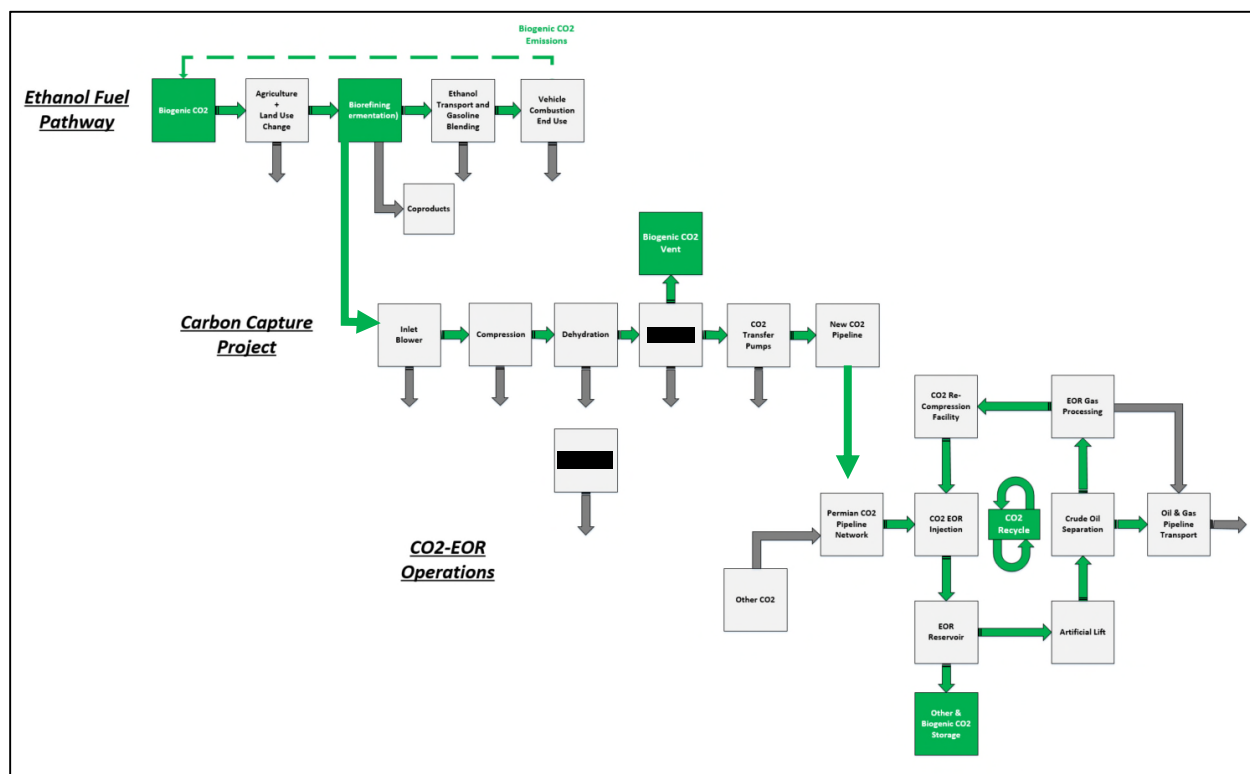 Biogenic CO2
Emissions
Ethanol Fuel
Pathway
Biogenic CO2
Agriculture
+
Land Use
Change
Biorefining
ermentation)
Ethanol
Transport and
Gasoline
Blending
Vehicle
Combustion
End Use
Coproducts
Biogenic CO2
Vent
Carbon Capture
Project
Inlet
Blower
Compression
Dehydration
CO2
Transfer
Pumps
New CO2
Pipeline
CO2 Re-
Compression
Facility
EOR Gas
Processing
CO2-EOR
Operations
Permian CO2
Pipeline
Network
CO2 EOR
Injection
CO2
Recycle
Crude Oil
Separation
Oil & Gas
Pipeline
Transport
Other CO2
EOR
Reservoir
Artificial Lift
Other &
Biogenic CO2
Storage